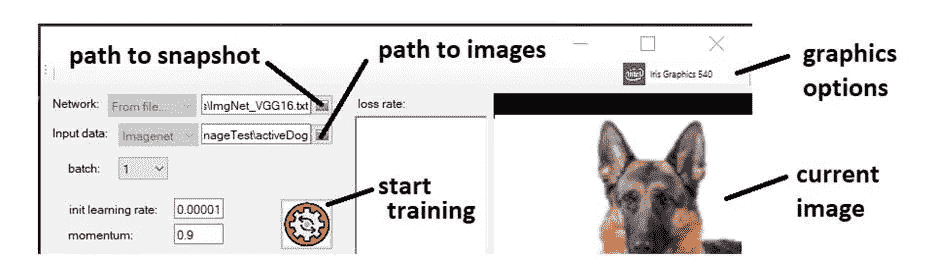 path to snapshot
path to images
graphics
options
intel
Iris Graphics 540
Network:
From file...
s\ImgNet_VGG16.txt
loss rate:
Input data:
Imagenet
nageTest\activeDog
batch:
1
start
training
current
image
init learning rate:
0.00001
momentum:
0.9